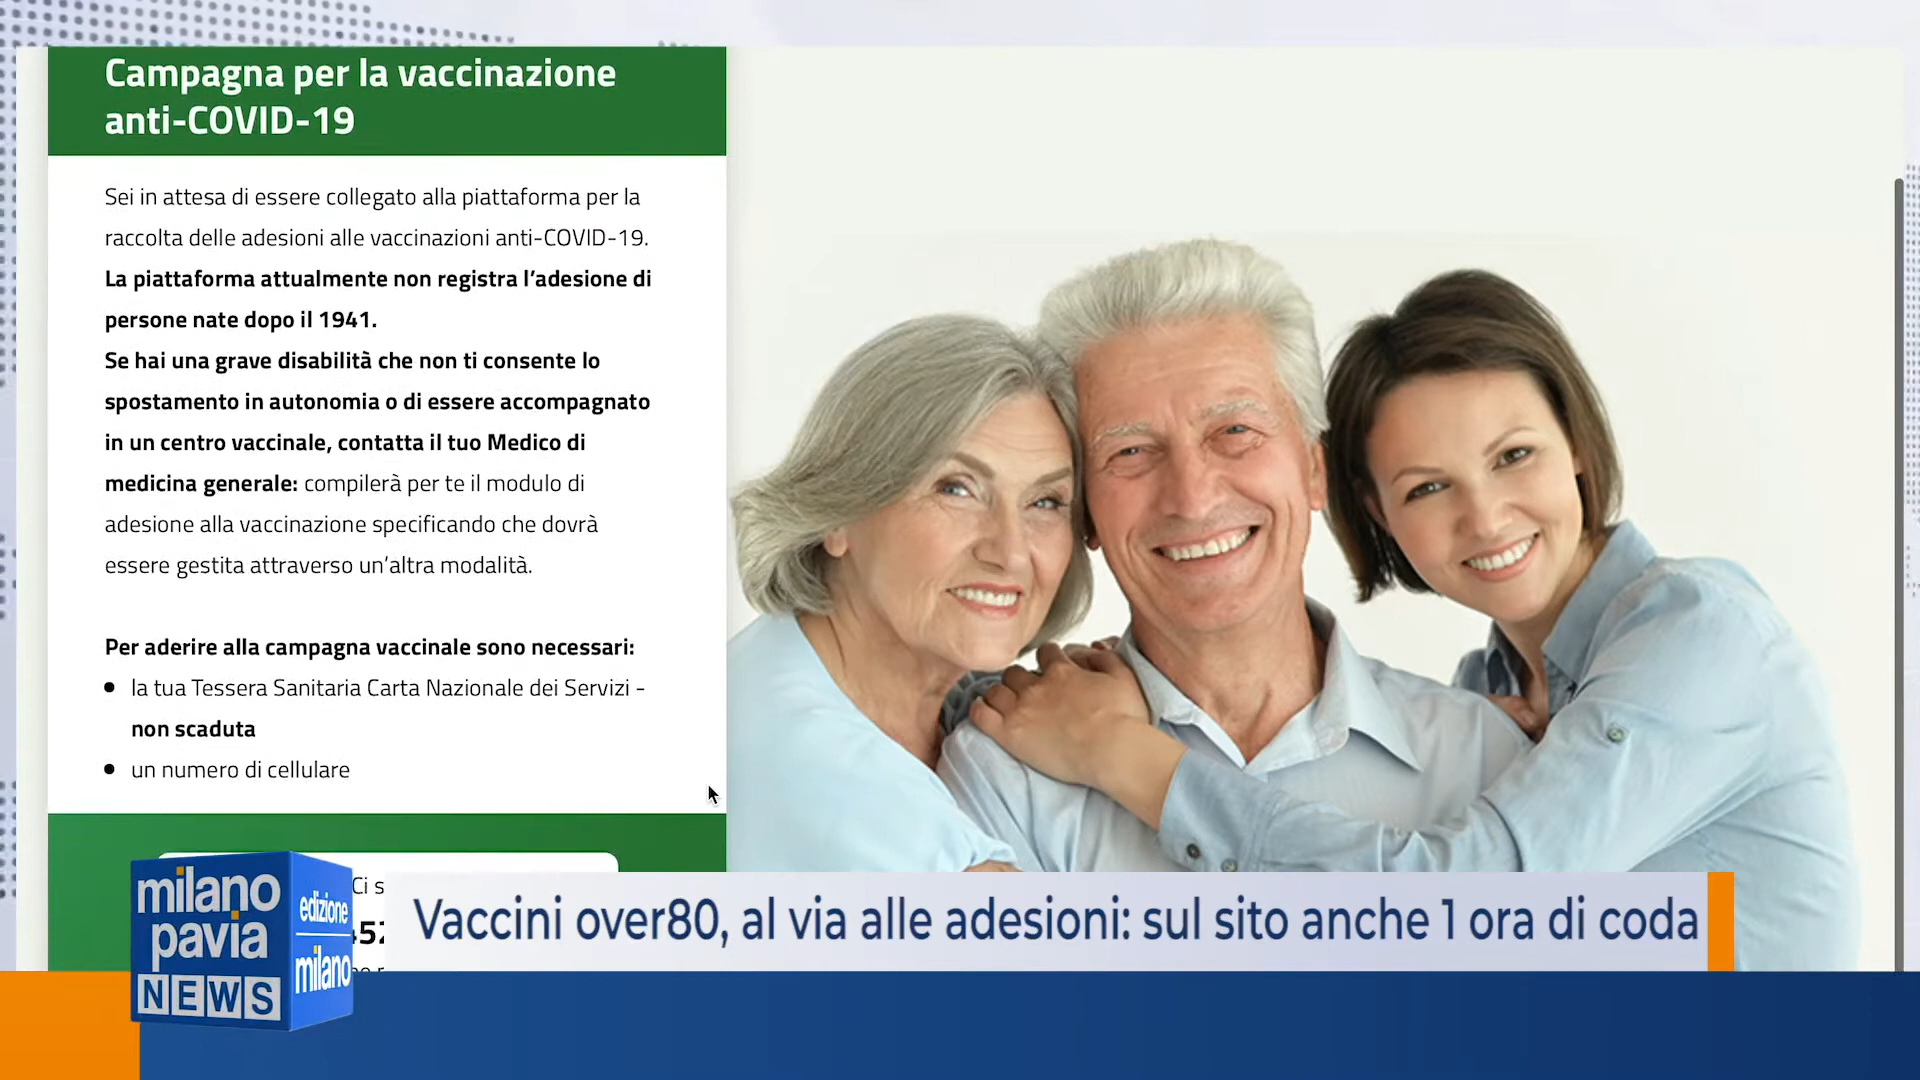 Campagna per la vaccinazione
anti-COVID-19
Sei in attesa di essere collegato alla piattaforma per la
raccolta delle adesioni alle vaccinazioni anti-COVID-19.
La piattaforma attualmente non registra l'adesione di
persone nate dopo il 1941.
Se hai una grave disabilità che non ti consente lo
spostamento in autonomia o di essere accompagnato
in un centro vaccinale, contatta il tuo Medico di
medicina generale: compilerà per te il modulo di
adesione alla vaccinazione specificando che dovrà
essere gestita attraverso un'altra modalità.
Per aderire alla campagna vaccinale sono necessari:
la tua Tessera Sanitaria Carta Nazionale dei Servizi -
non scaduta
un numero di cellulare
Ci s
milano
pavia
NEWS
edizione
milano
Vaccini over80, al via alle adesioni: sul sito anche 1 ora di coda